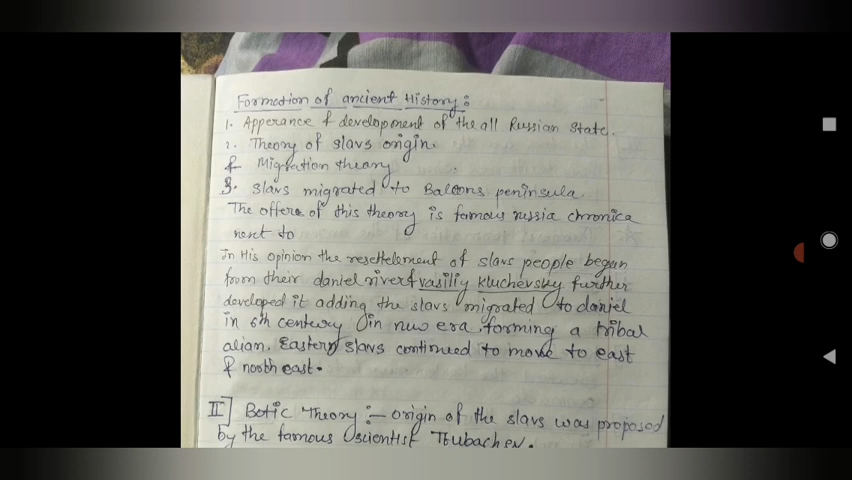 Formation of ancient History :
1. Apperance & development of the all Russian State.
2. Theory of slavs origin
& Migration theory
3. Slavs migrated to Balcons peninsula
The offere of this theory is famous russia chronica
next to
In His opinion the resettelement of slavs people began
from their daniel river & vasiliy kluchevsky further
developed it adding the slavs migrated to daniel
in 6th century in nuw era forming a tribal
alian. Eastern slavs continued to move to east
& north east.
II] Botic Theory :- origin of the slavs was proposed
by the famous scientist